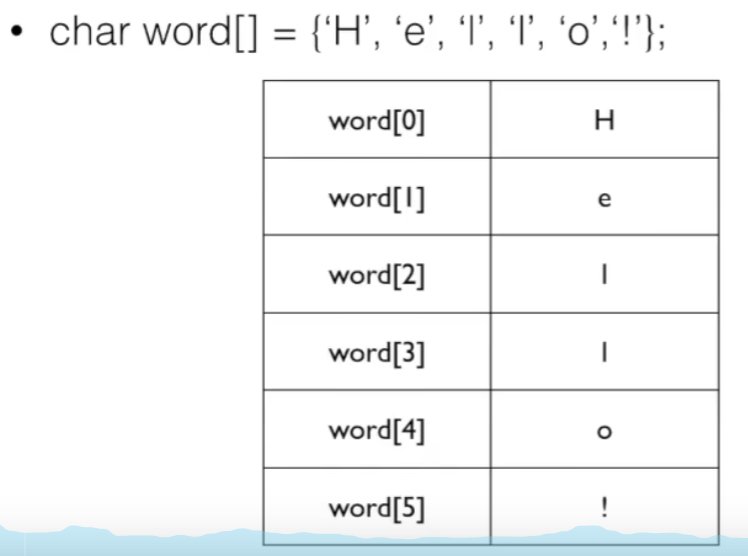 • char word[] = {‘H’, ‘e’, ‘l’, ‘l’, ‘o’,‘!’};
word[0] H
word[1] e
word[2] l
word[3] l
word[4] o
word[5] !